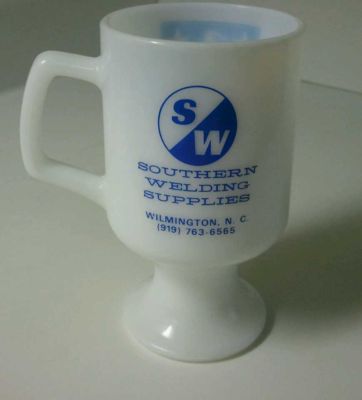 S
W
SOUTHERN
WELDING
SUPPLIES
WILMINGTON, N. C.
(919) 763-6565